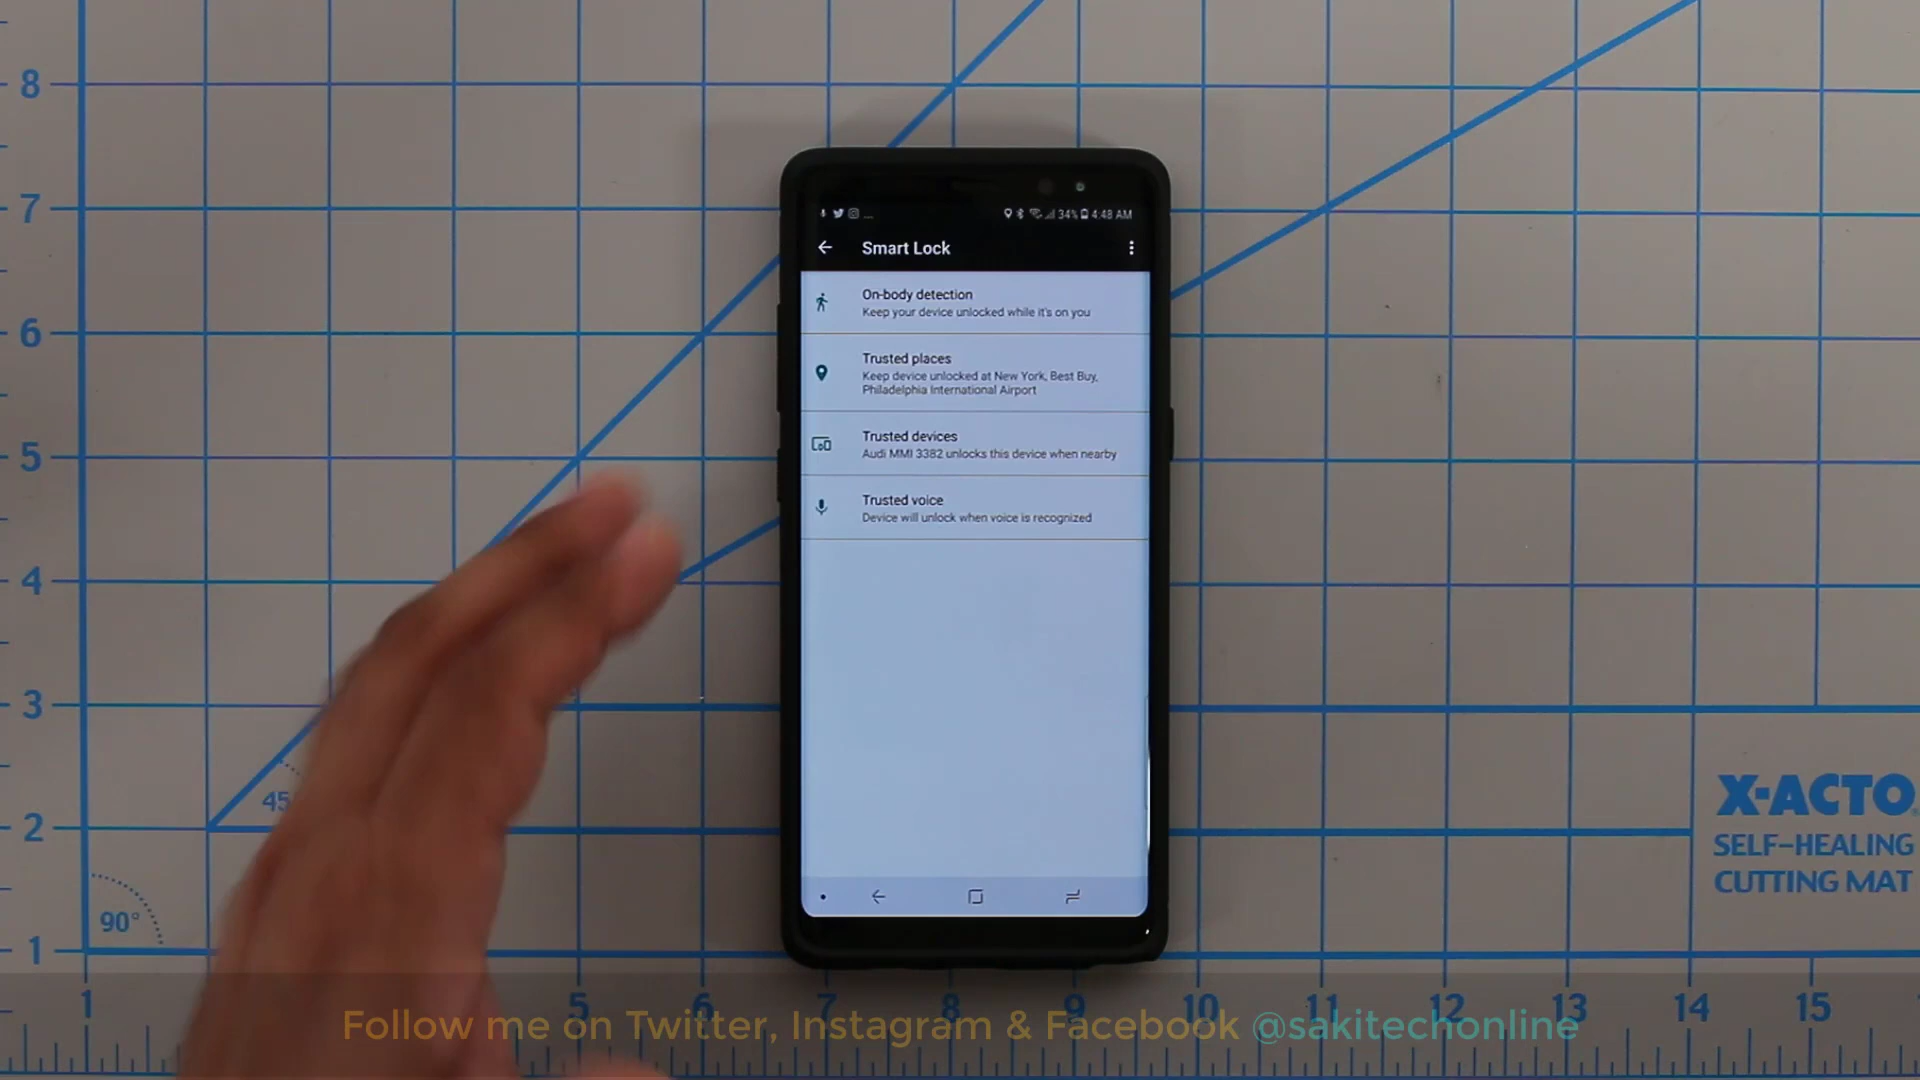 8
7
6
5
4
3
2
1
45
90°
34% 4:48 AM
Smart Lock
On-body detection
Keep your device unlocked while it's on you
Trusted places
Keep device unlocked at New York, Best Buy,
Philadelphia International Airport
Trusted devices
Audi MMI 3382 unlocks this device when nearby
Trusted voice
Device will unlock when voice is recognized
X-ACTO
SELF-HEALING
CUTTING MAT
1 5 6 7 8 9 10 11 12 13 14 15
Follow me on Twitter, Instagram & Facebook @sakitechonline